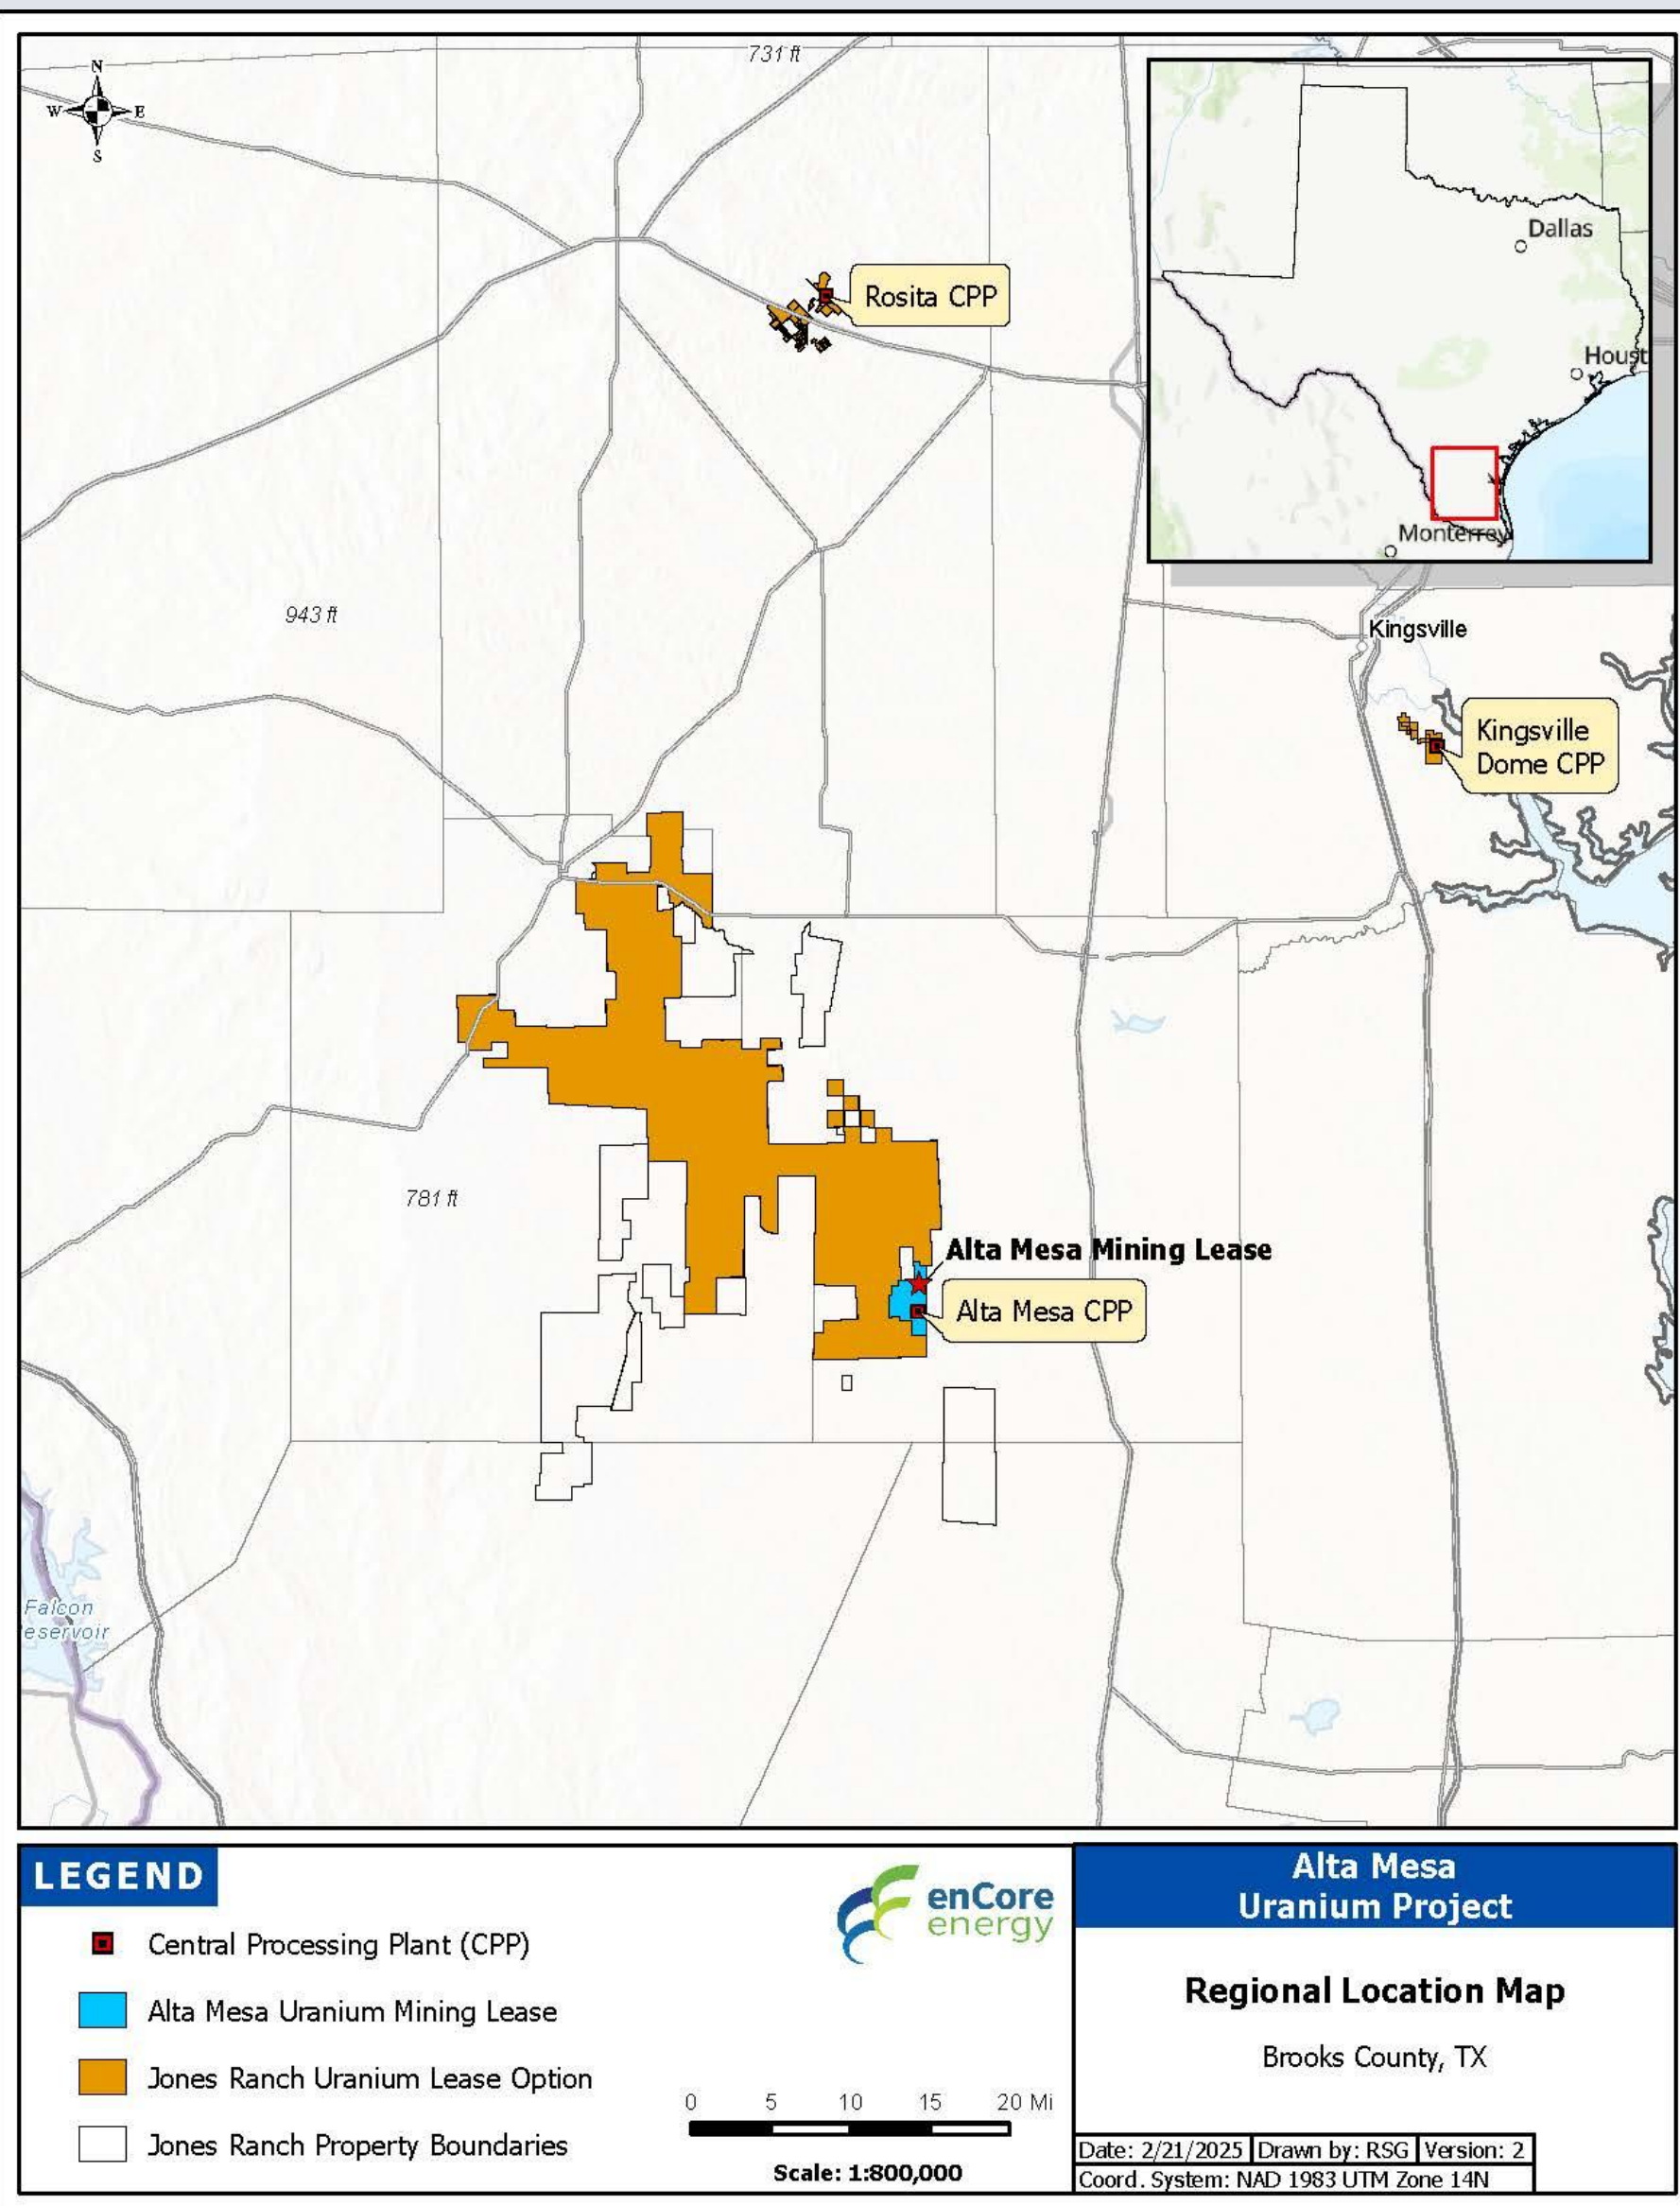 N
W E
S
731 ft
Dallas
Houst
Monterrey
Rosita CPP
943 ft
Kingsville
Kingsville
Dome CPP
781 ft
Alta Mesa Mining Lease
Alta Mesa CPP
Falcon
eservoir
LEGEND
Central Processing Plant (CPP)
Alta Mesa Uranium Mining Lease
Jones Ranch Uranium Lease Option
Jones Ranch Property Boundaries
enCore
energy
0 5 10 15 20 Mi
Scale: 1:800,000
Alta Mesa
Uranium Project
Regional Location Map
Brooks County, TX
Date: 2/21/2025 Drawn by: RSG Version: 2
Coord. System: NAD 1983 UTM Zone 14N